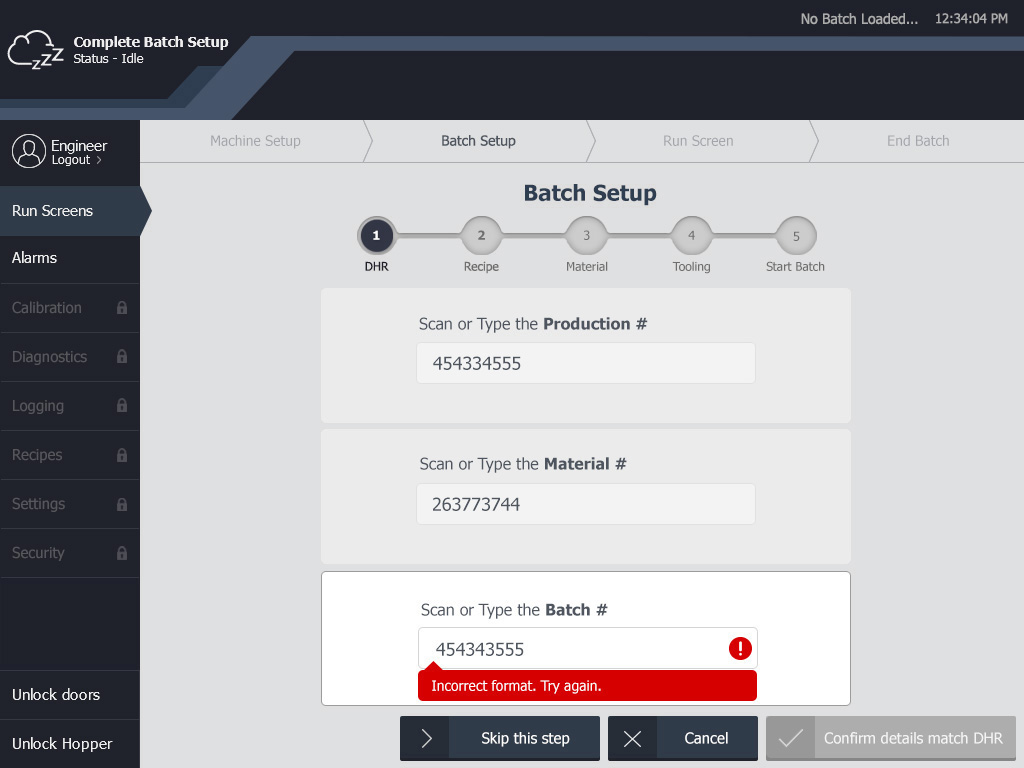 No Batch Loaded... 12:34:04 PM
Complete Batch Setup
Status - Idle
zzZ
Engineer
Logout >
Machine Setup
Batch Setup
Run Screen
End Batch
Run Screens
Alarms
Calibration
Diagnostics
Logging
Recipes
Settings
Security
Unlock doors
Unlock Hopper
Batch Setup
1 2 3 4 5
DHR Recipe Material Tooling Start Batch
Scan or Type the Production #
454334555
Scan or Type the Material #
263773744
Scan or Type the Batch #
454343555 !
Incorrect format. Try again.
Skip this step
Cancel
Confirm details match DHR